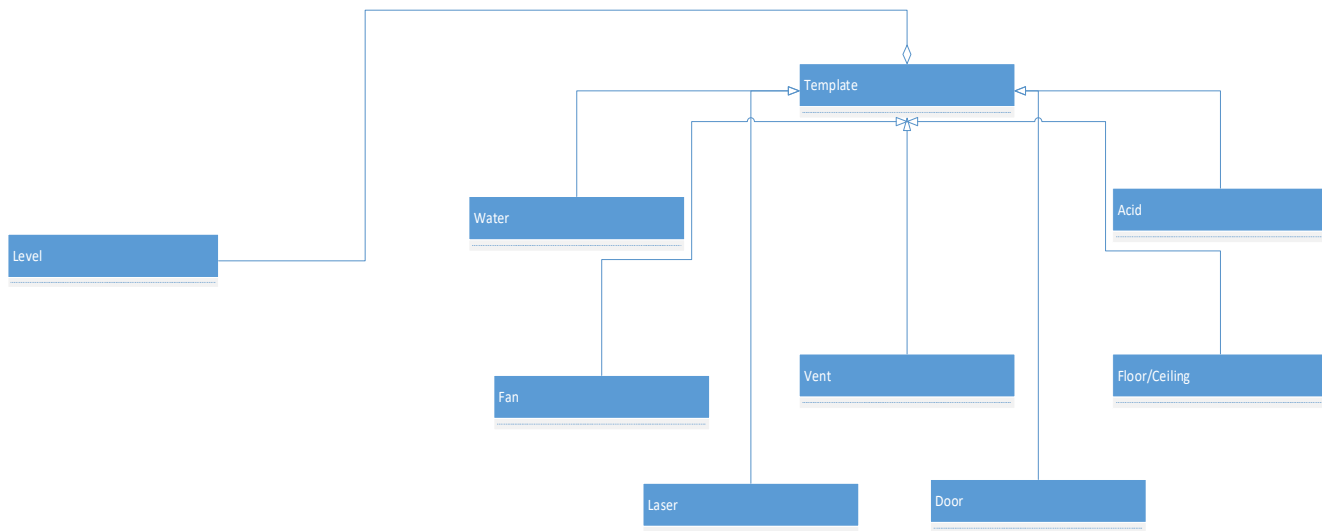 Template
Water
Acid
Level
Vent
Floor/Ceiling
Fan
Laser
Door